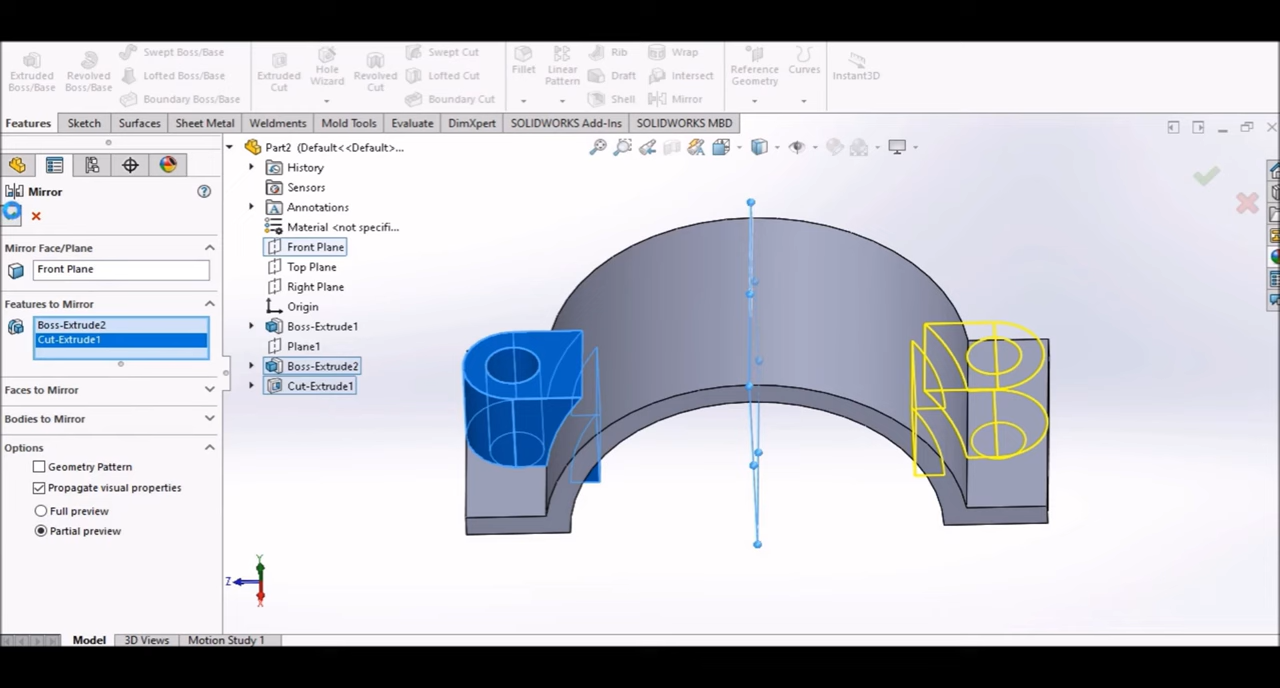 Extruded Boss/Base
Revolved Boss/Base
Swept Boss/Base
Lofted Boss/Base
Boundary Boss/Base
Extruded Cut
Hole Wizard
Revolved Cut
Swept Cut
Lofted Cut
Boundary Cut
Fillet
Linear Pattern
Rib
Draft
Shell
Wrap
Intersect
Mirror
Reference Geometry
Curves
Instant3D
Features
Sketch
Surfaces
Sheet Metal
Weldments
Mold Tools
Evaluate
DimXpert
SOLIDWORKS Add-Ins
SOLIDWORKS MBD
Mirror
Mirror Face/Plane
Front Plane
Features to Mirror
Boss-Extrude2
Cut-Extrude1
Faces to Mirror
Bodies to Mirror
Options
Geometry Pattern
Propagate visual properties
Full preview
Partial preview
Part2 (Default<<Default>...
History
Sensors
Annotations
Material <not specifi...
Front Plane
Top Plane
Right Plane
Origin
Boss-Extrude1
Plane1
Boss-Extrude2
Cut-Extrude1
Y
Z
X
Model
3D Views
Motion Study 1